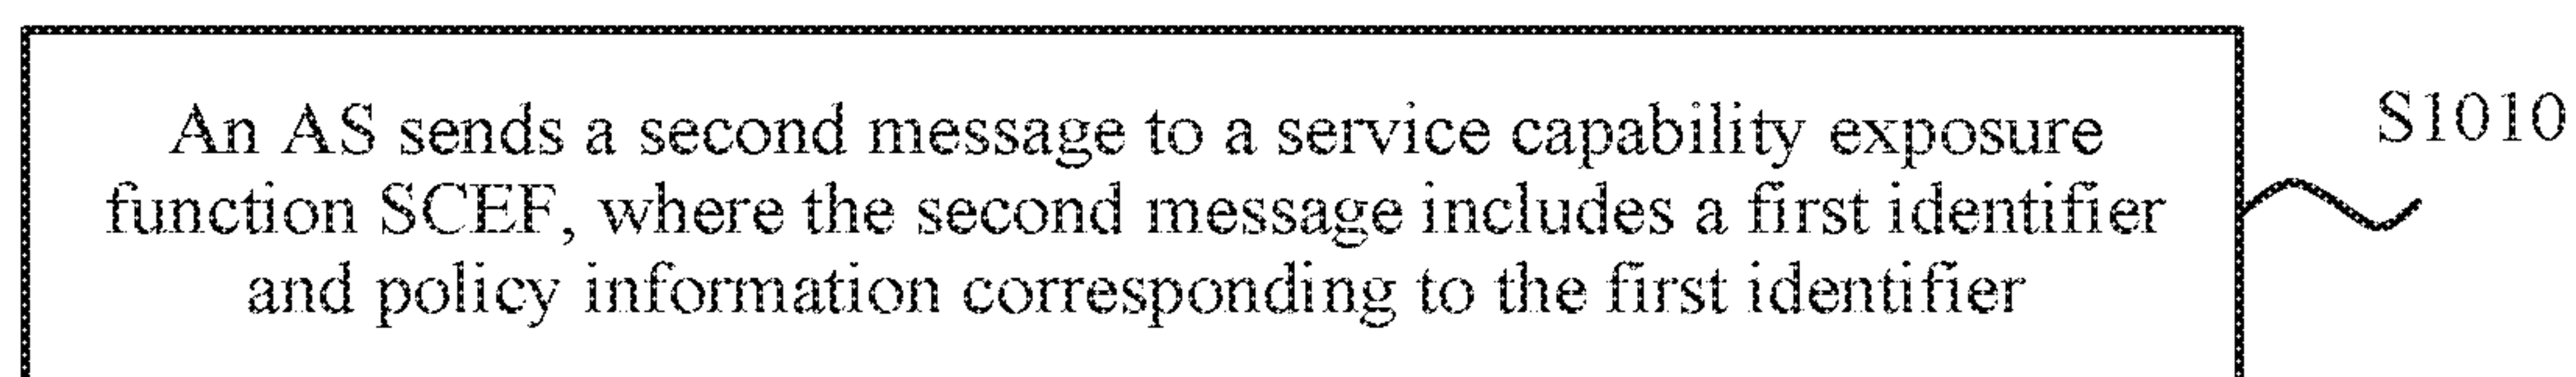 An AS sends a second message to a service capability exposure
function SCEF, where the second message includes a first identifier
and policy information corresponding to the first identifier
S1010